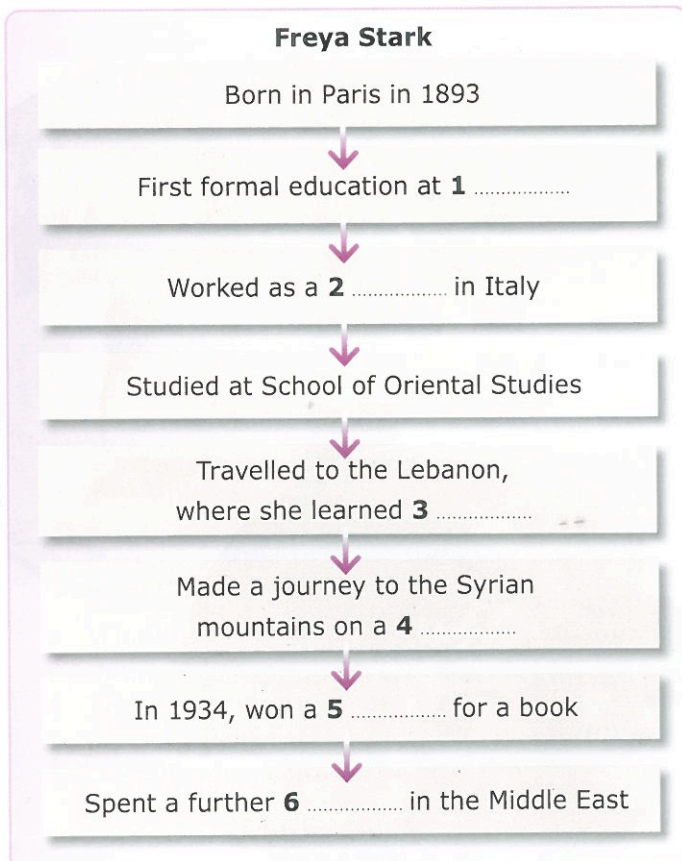 Freya Stark
Born in Paris in 1893
First formal education at 1 ..................
Worked as a 2 .................. in Italy
Studied at School of Oriental Studies
Travelled to the Lebanon,
where she learned 3 ..................
Made a journey to the Syrian
mountains on a 4 ..................
In 1934, won a 5 .................. for a book
Spent a further 6 .................. in the Middle East